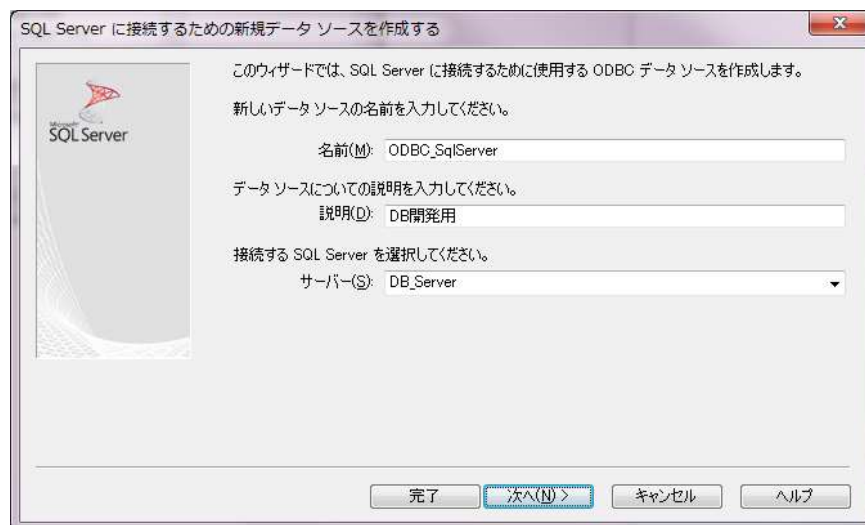 SQL Server に接続するための新規データ ソースを作成する
このウィザードでは、SQL Server に接続するために使用する ODBC データ ソースを作成します。
Microsoft
SQL Server
新しいデータ ソースの名前を入力してください。
名前(M): ODBC_SqlServer
データ ソースについての説明を入力してください。
説明(D): DB開発用
接続する SQL Server を選択してください。
サーバー(S): DB_Server
完了 次へ(N) > キャンセル ヘルプ